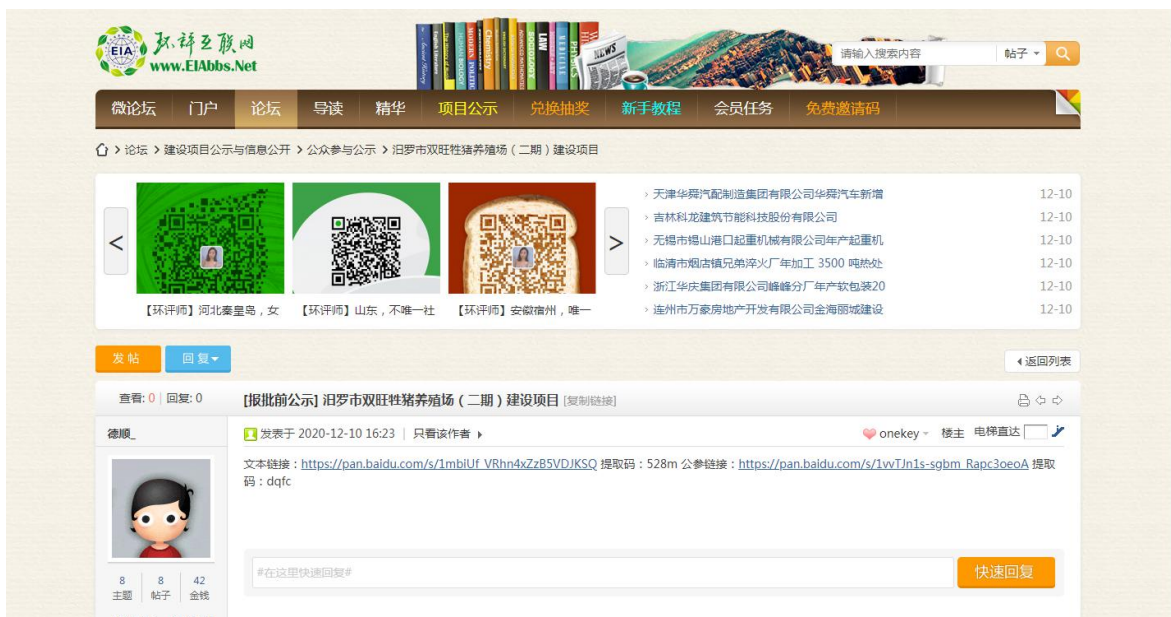 EIA 环评互联网
www.EIAbbs.Net
NEWS
请输入搜索内容 帖子
微论坛 门户 论坛 导读 精华 项目公示 兑换抽奖 新手教程 会员任务 免费邀请码
> 论坛 > 建设项目公示与信息公开 > 公众参与公示 > 汨罗市双旺牲猪养殖场（二期）建设项目
› 天津华舜汽配制造集团有限公司华舜汽车新增 12-10
› 吉林科龙建筑节能科技股份有限公司 12-10
› 无锡市锡山港口起重机械有限公司年产起重机 12-10
› 临清市烟店镇兄弟淬火厂年加工 3500 吨热处 12-10
› 浙江华庆集团有限公司峰峰分厂年产软包装20 12-10
› 连州市万豪房地产开发有限公司金海丽城建设 12-10
【环评师】河北秦皇岛，女 【环评师】山东，不唯一社 【环评师】安徽宿州，唯一
发帖 回复 返回列表
查看: 0 | 回复: 0 [报批前公示] 汨罗市双旺牲猪养殖场（二期）建设项目 [复制链接]
德顺_ 发表于 2020-12-10 16:23 | 只看该作者 onekey 楼主 电梯直达
文本链接：https://pan.baidu.com/s/1mbiUf_VRhn4xZzB5VDJKSQ 提取码：528m 公参链接：https://pan.baidu.com/s/1vvTJn1s-sgbm_Rapc3oeoA 提取
码：dqfc
#在这里快速回复# 快速回复
8 8 42
主题 帖子 金钱